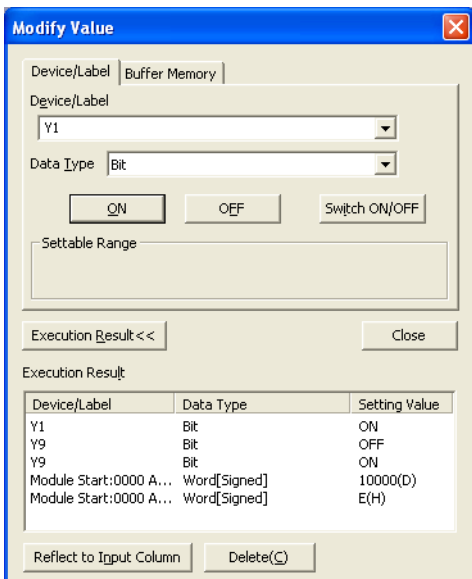 Modify Value
Device/Label Buffer Memory
Device/Label
Y1
Data Type Bit
ON OFF Switch ON/OFF
Settable Range
Execution Result<< Close
Execution Result
Device/Label Data Type Setting Value
Y1 Bit ON
Y9 Bit OFF
Y9 Bit ON
Module Start:0000 A... Word[Signed] 10000(D)
Module Start:0000 A... Word[Signed] E(H)
Reflect to Input Column Delete(C)